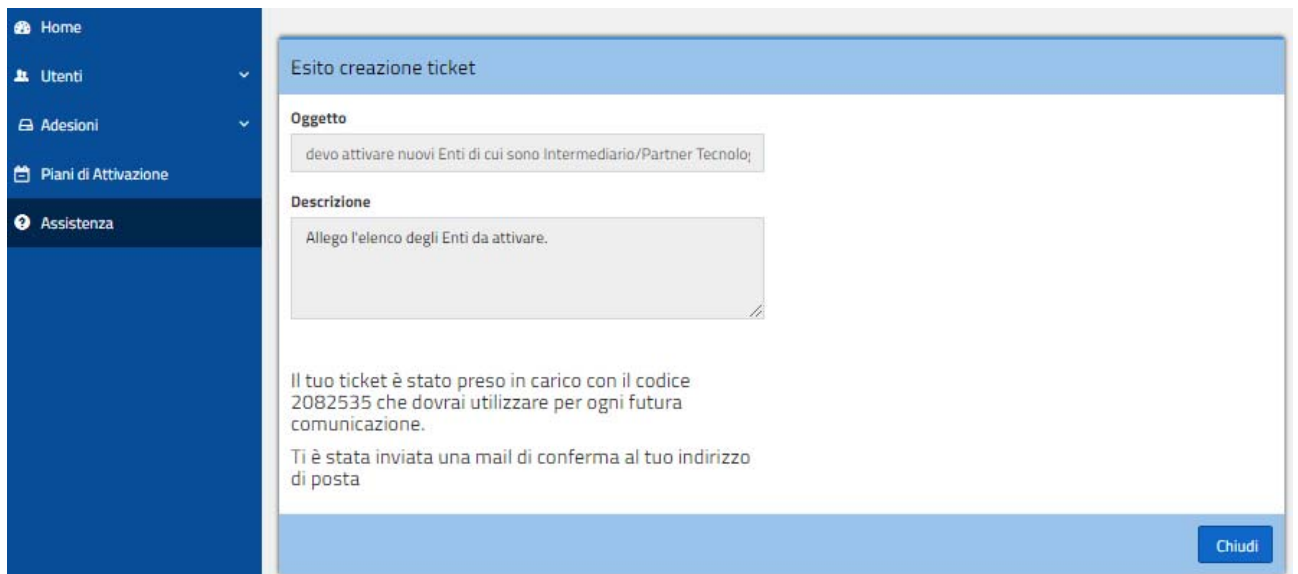 Home
Utenti
Adesioni
Piani di Attivazione
Assistenza
Esito creazione ticket
Oggetto
devo attivare nuovi Enti di cui sono Intermediario/Partner
Descrizione
Allego l'elenco degli Enti da attivare.
Il tuo ticket è stato preso in carico con il codice
2082535 che dovrai utilizzare per ogni futura
comunicazione.
Ti è stata inviata una mail di conferma al tuo indirizzo
di posta
Chiudi